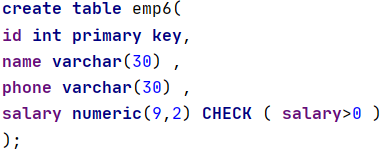 create table emp6(
id int primary key,
name varchar(30) ,
phone varchar(30) ,
salary numeric(9,2) CHECK ( salary>0 )
);